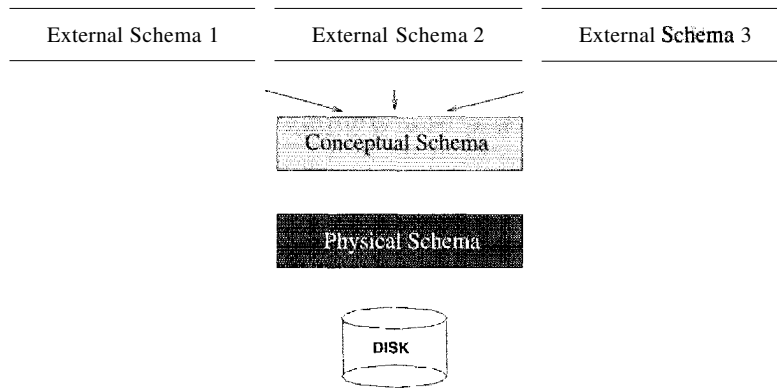 External Schema 1
External Schema 2
External Schema 3
Conceptual Schema
Physical Schema
DISK